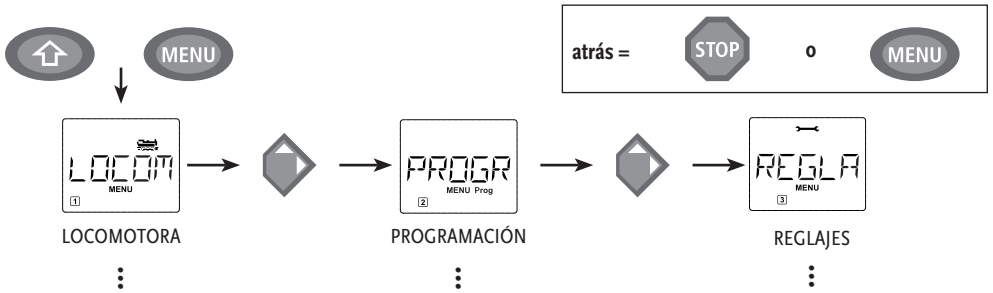 MENU
atrás = STOP o MENU
LOCOM
MENU
1
PROGR
MENU Prog
2
REGLA
MENU
3
LOCOMOTORA
PROGRAMACIÓN
REGLAJES